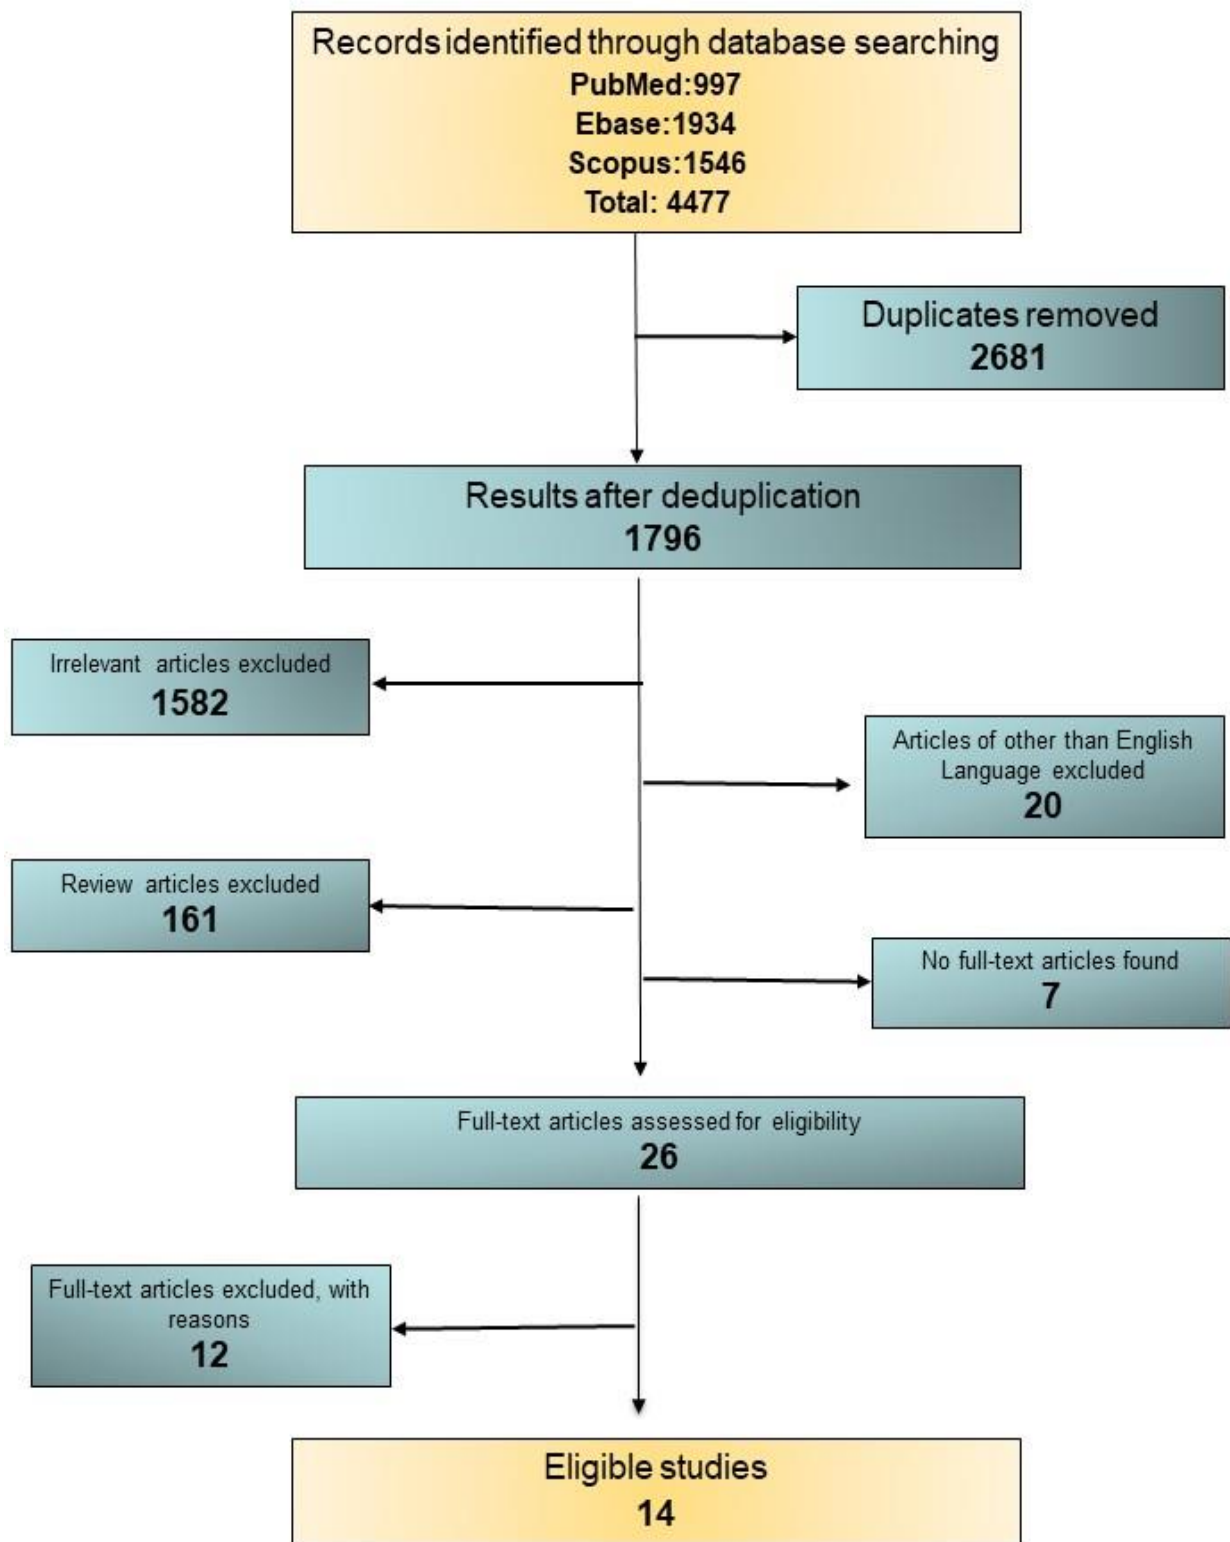 Records identified through database searching
PubMed:997
Ebase:1934
Scopus:1546
Total: 4477
Duplicates removed
2681
Results after deduplication
1796
Irrelevant articles excluded
1582
Articles of other than English
Language excluded
20
Review articles excluded
161
No full-text articles found
7
Full-text articles assessed for eligibility
26
Full-text articles excluded, with
reasons
12
Eligible studies
14